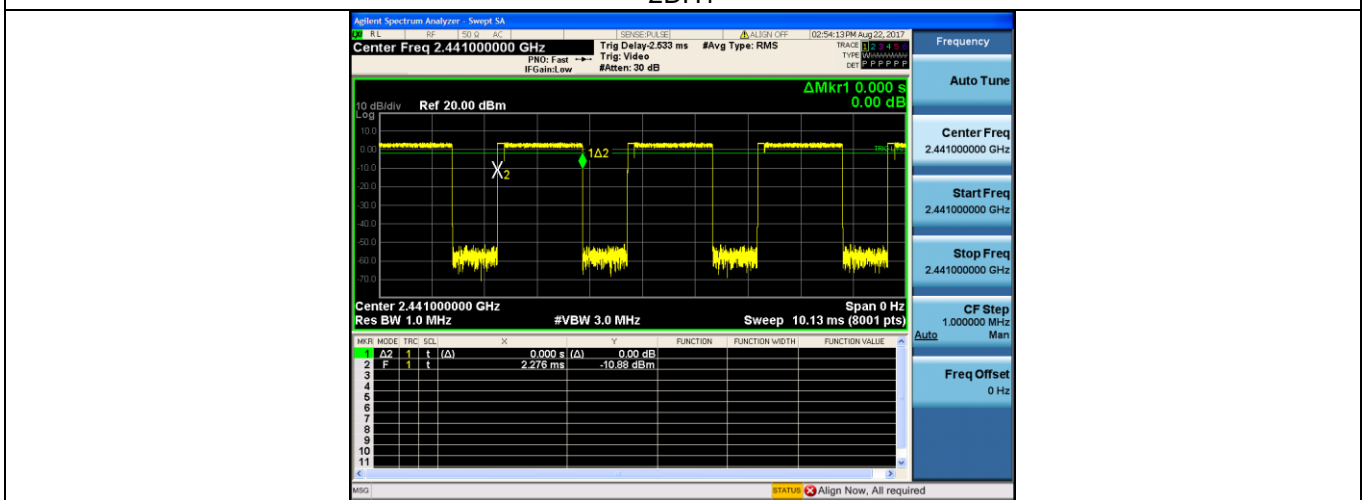 2DH1
Agilent Spectrum Analyzer - Swept SA
RL RF 50 Ω AC SENSE:PULSE ALIGN OFF 02:54:13 PM Aug 22, 2017
Center Freq 2.441000000 GHz
PNO: Fast
IFGain:Low
Trig Delay-2.533 ms
Trig: Video
#Atten: 30 dB
#Avg Type: RMS
TRACE 1 2 3 4 5 6
TYPE
DET P P P P P P
ΔMkr1 0.000 s
0.00 dB
10 dB/div Ref 20.00 dBm
Log
10.0
0.00
-10.0
-20.0
-30.0
-40.0
-50.0
-60.0
-70.0
1Δ2
X2
Center 2.441000000 GHz Span 0 Hz
Res BW 1.0 MHz #VBW 3.0 MHz Sweep 10.13 ms (8001 pts)
MKR MODE TRC SCL X Y FUNCTION FUNCTION WIDTH FUNCTION VALUE
1 Δ2 1 t (Δ) 0.000 s (Δ) 0.00 dB
2 F 1 t 2.276 ms -10.88 dBm
3
4
5
6
7
8
9
10
11
MSG STATUS Align Now, All required
Frequency
Auto Tune
Center Freq
2.441000000 GHz
Start Freq
2.441000000 GHz
Stop Freq
2.441000000 GHz
CF Step
1.000000 MHz
Auto Man
Freq Offset
0 Hz